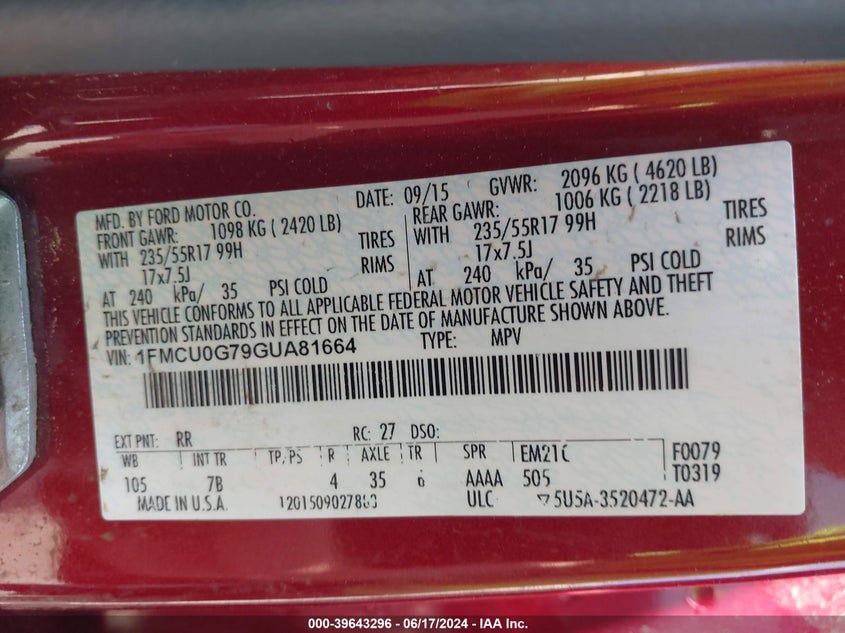 MFD. BY FORD MOTOR CO. DATE: 09/15 GVWR: 2096 KG ( 4620 LB)
FRONT GAWR: 1098 KG ( 2420 LB) REAR GAWR: 1006 KG ( 2218 LB)
WITH 235/55R17 99H TIRES WITH 235/55R17 99H TIRES
17x7.5J RIMS 17x7.5J RIMS
AT 240 kPa/ 35 PSI COLD AT 240 kPa/ 35 PSI COLD
THIS VEHICLE CONFORMS TO ALL APPLICABLE FEDERAL MOTOR VEHICLE SAFETY AND THEFT
PREVENTION STANDARDS IN EFFECT ON THE DATE OF MANUFACTURE SHOWN ABOVE.
VIN: 1FMCU0G79GUA81664 TYPE: MPV
EXT PNT: RR RC: 27 DSO:
WB INT TR TP/PS R AXLE TR SPR EM21 F0079
105 7B 4 35 6 AAAA 505 T0319
MADE IN U.S.A. ULC 5U5A-3520472-AA
000-39643296 - 06/17/2024 - IAA Inc.